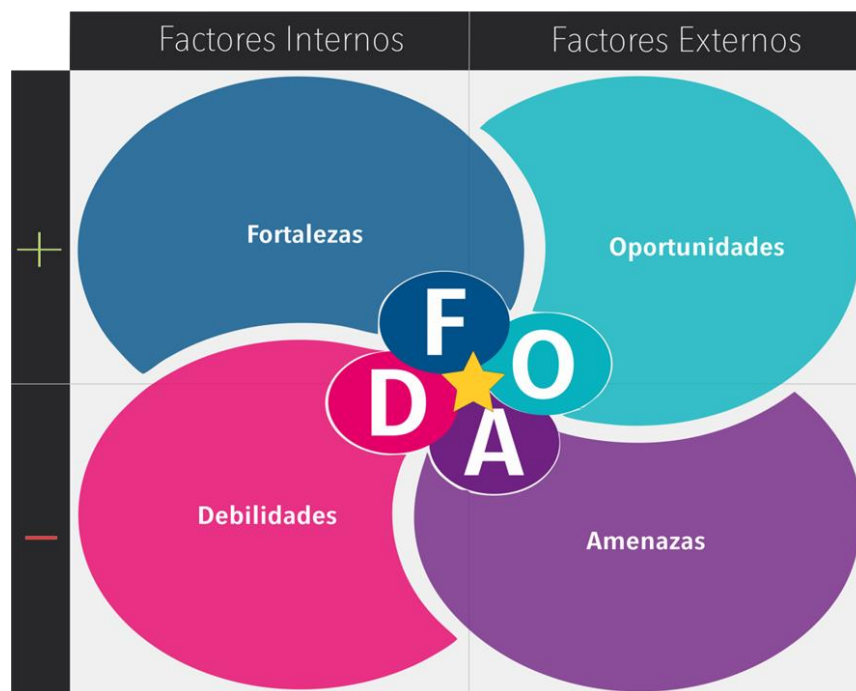 Factores Internos
Factores Externos
+
Fortalezas
Oportunidades
F
O
D
A
−
Debilidades
Amenazas